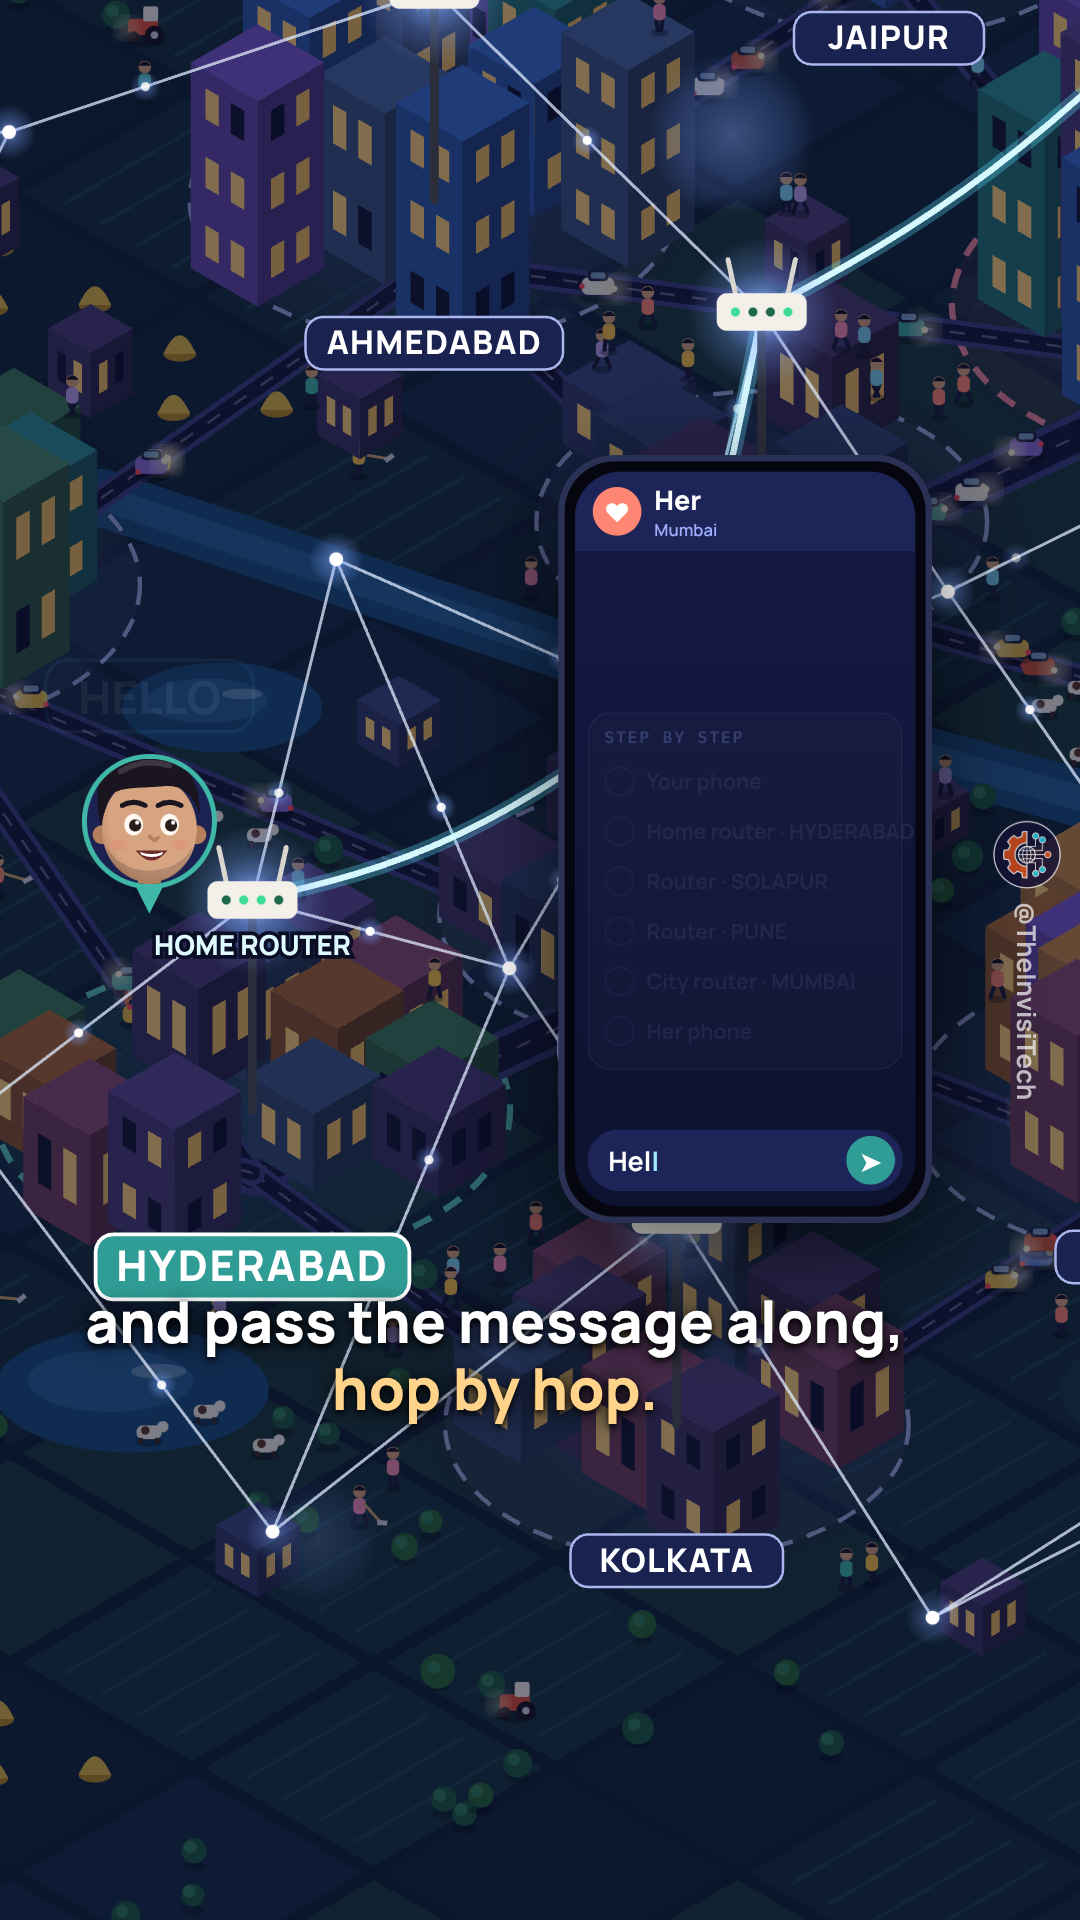 JAIPUR
AHMEDABAD
Her
Mumbai
HELLO
STEP BY STEP
Your phone
Home router · HYDERABAD
Router · SOLAPUR
Router · PUNE
City router · MUMBAI
Her phone
HOME ROUTER
@TheInvisiTech
Hell
HYDERABAD
and pass the message along,
hop by hop.
KOLKATA